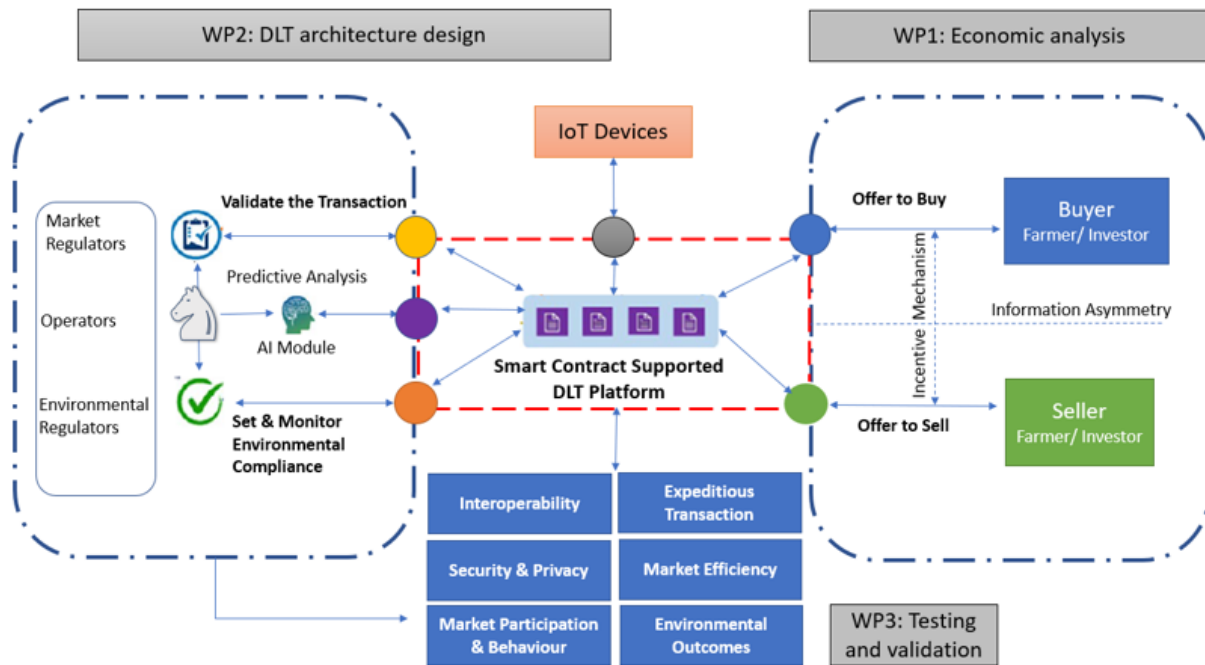 WP2: DLT architecture design
WP1: Economic analysis
IoT Devices
Market
Regulators
Operators
Environmental
Regulators
Validate the Transaction
Predictive Analysis
AI Module
Set & Monitor
Environmental
Compliance
Smart Contract Supported
DLT Platform
Offer to Buy
Buyer
Farmer/ Investor
Incentive Mechanism
Information Asymmetry
Offer to Sell
Seller
Farmer/ Investor
Interoperability
Expeditious
Transaction
Security & Privacy
Market Efficiency
Market Participation
& Behaviour
Environmental
Outcomes
WP3: Testing
and validation